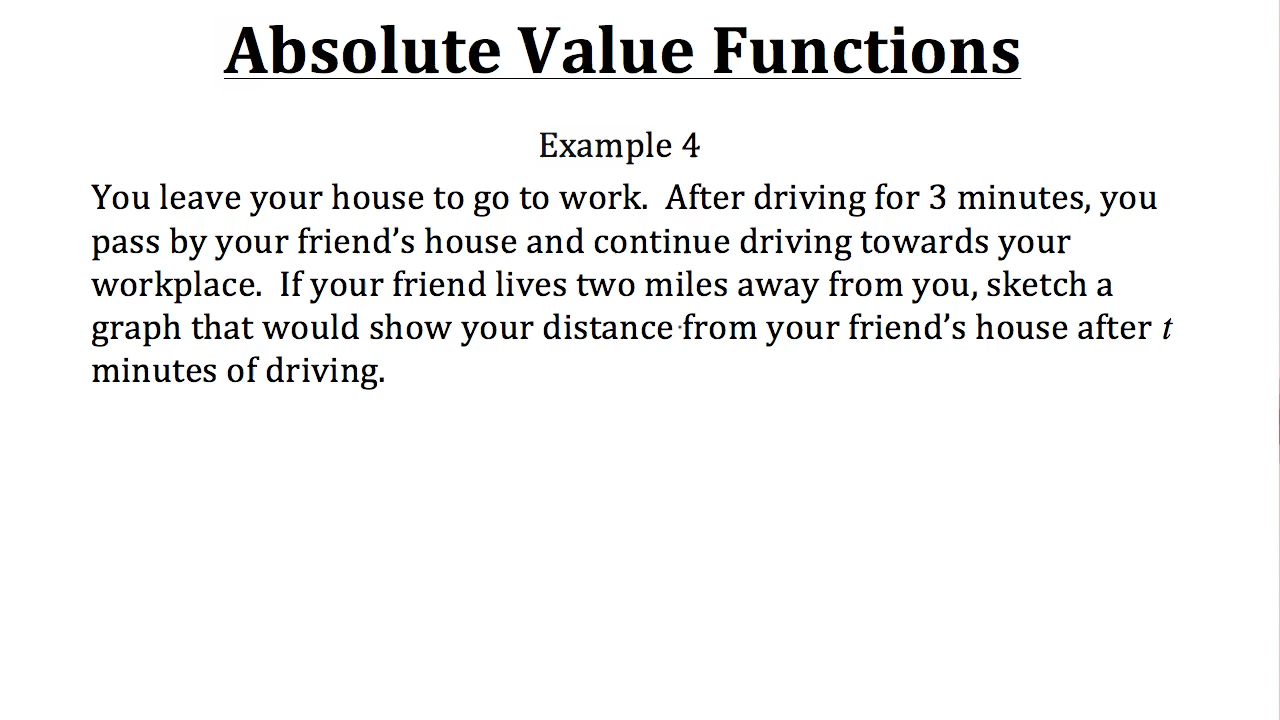 Absolute Value Functions
Example 4
You leave your house to go to work.  After driving for 3 minutes, you
pass by your friend’s house and continue driving towards your
workplace.  If your friend lives two miles away from you, sketch a
graph that would show your distance from your friend’s house after t
minutes of driving.